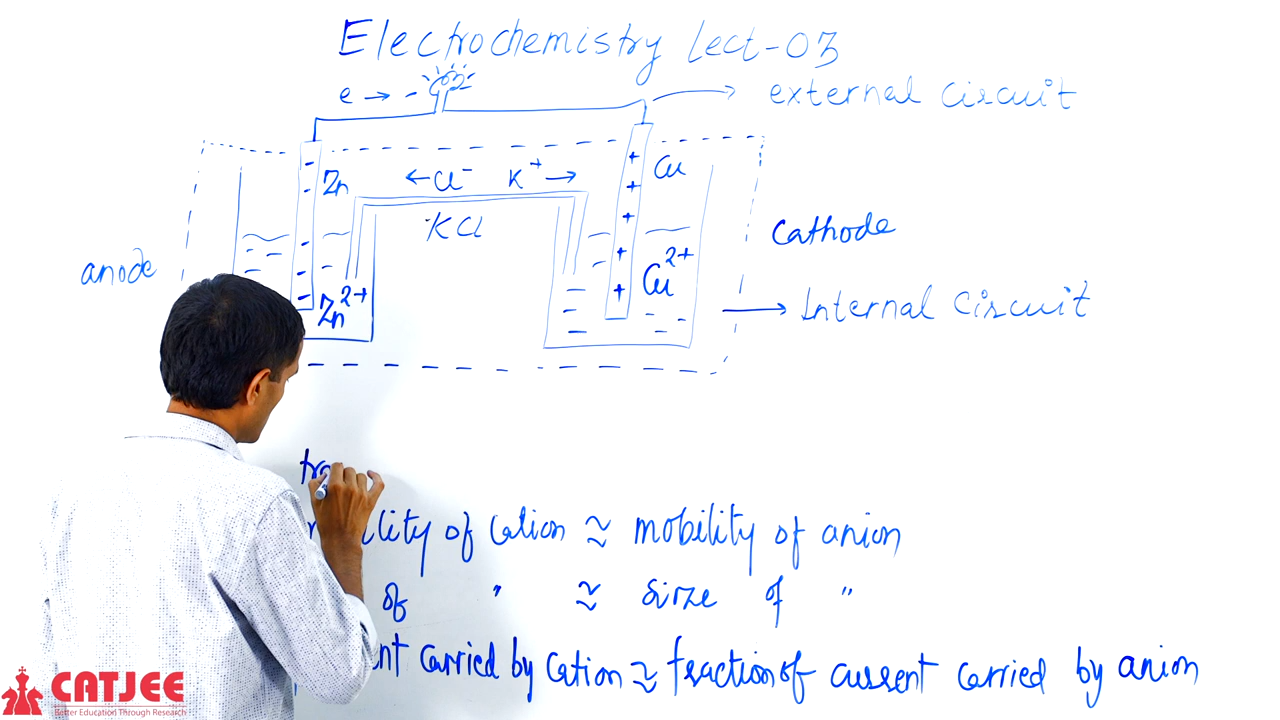 Electrochemistry Lect-03
e → -
external circuit
Zn
← Cl⁻ K⁺ →
Cu
KCl
Cathode
anode
Zn²⁺
Cu²⁺
Internal circuit
of cation ≈ mobility of anion
of " ≈ size of "
carried by cation ≈ fraction of current carried by anion
CATJEE
Better Education Through Research